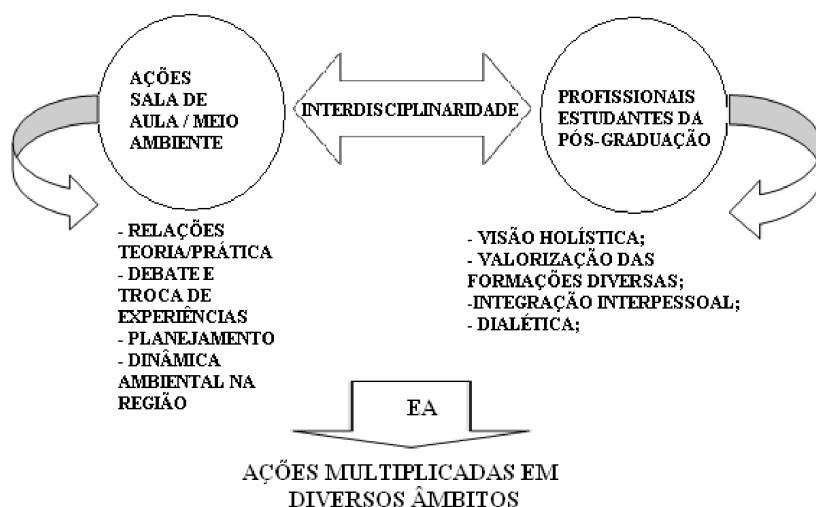 AÇÕES
SALA DE
AULA / MEIO
AMBIENTE
INTERDISCIPLINARIDADE
PROFISSIONAIS
ESTUDANTES DA
PÓS-GRADUAÇÃO
- RELAÇÕES
TEORIA/PRÁTICA
- DEBATE E
TROCA DE
EXPERIÊNCIAS
- PLANEJAMENTO
- DINÂMICA
AMBIENTAL NA
REGIÃO
- VISÃO HOLÍSTICA;
- VALORIZAÇÃO DAS
FORMAÇÕES DIVERSAS;
-INTEGRAÇÃO INTERPESSOAL;
- DIALÉTICA;
EA
AÇÕES MULTIPLICADAS EM
DIVERSOS ÂMBITOS